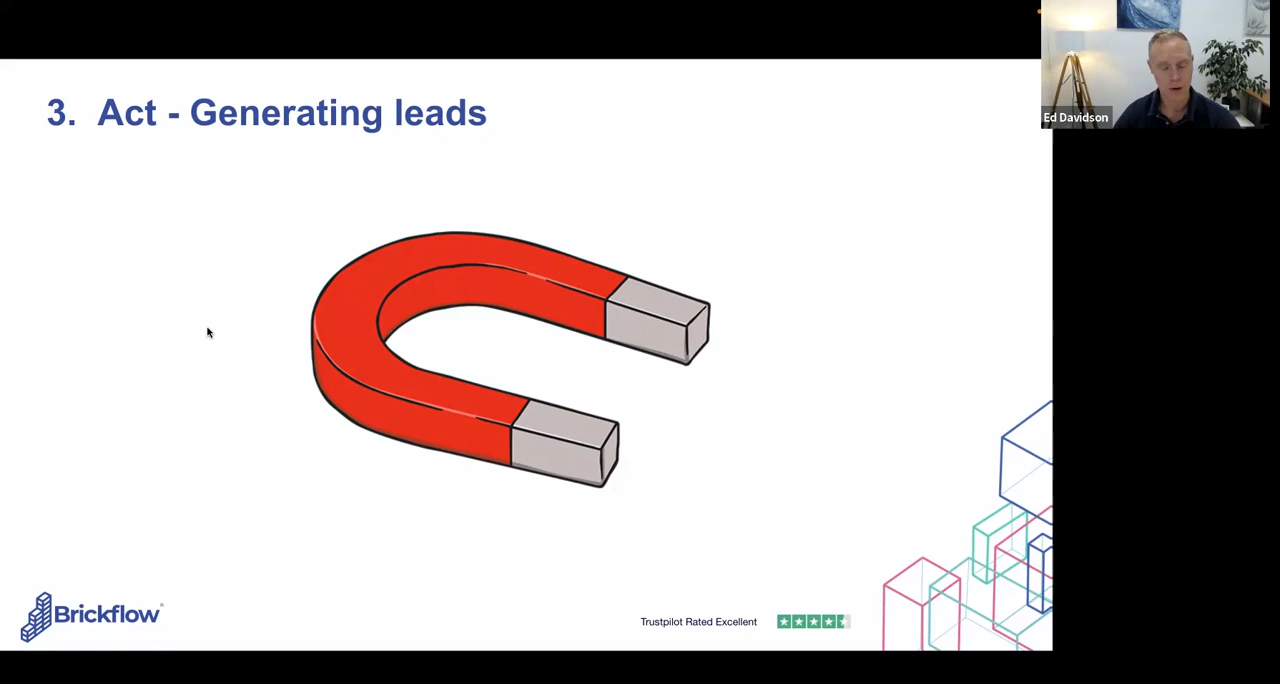 3. Act - Generating leads
Ed Davidson
Brickflow
Trustpilot Rated Excellent